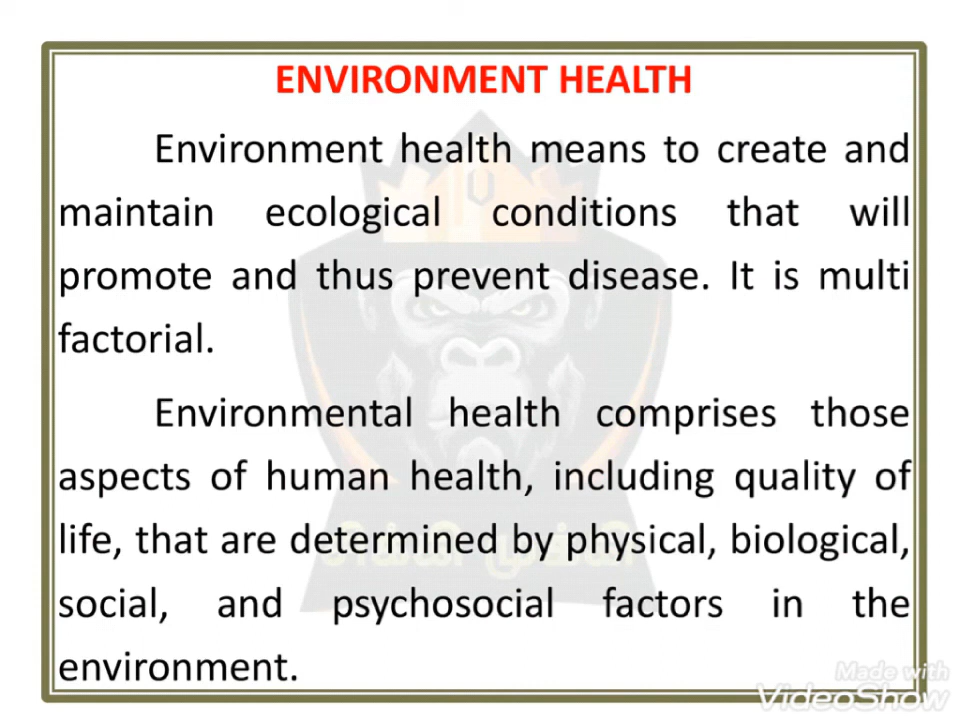 ENVIRONMENT HEALTH
Environment health means to create and
maintain ecological conditions that will
promote and thus prevent disease. It is multi
factorial.
Environmental health comprises those
aspects of human health, including quality of
life, that are determined by physical, biological,
social, and psychosocial factors in the
environment.
Made with
VideoShow